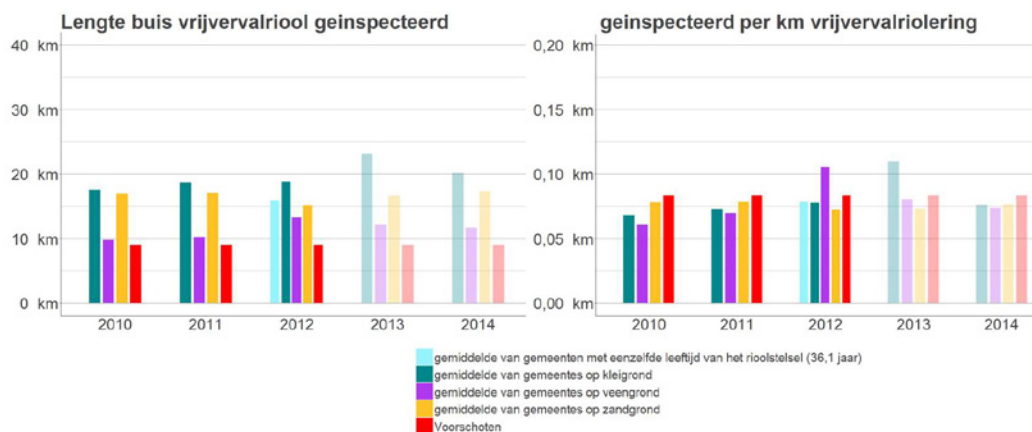 Lengte buis vrijvervalriool geinspecteerd
40 km
30 km
20 km
10 km
0 km
2010 2011 2012 2013 2014
geinspecteerd per km vrijvervalriolering
0,20 km
0,15 km
0,10 km
0,05 km
0,00 km
2010 2011 2012 2013 2014
gemiddelde van gemeenten met eenzelfde leeftijd van het rioolstelsel (36,1 jaar)
gemiddelde van gemeentes op kleigrond
gemiddelde van gemeentes op veengrond
gemiddelde van gemeentes op zandgrond
Voorschoten